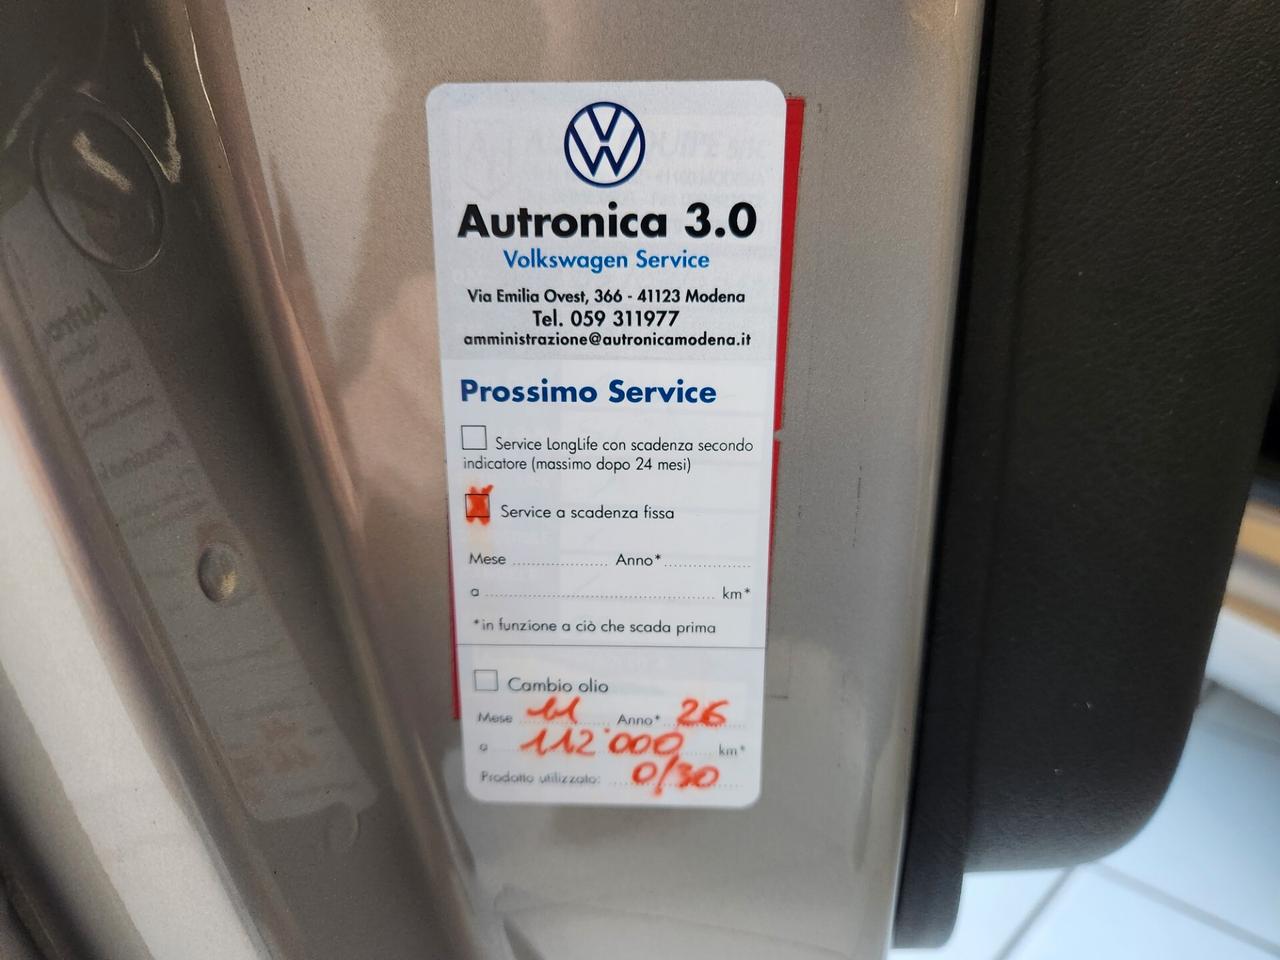 Autronica 3.0
Volkswagen Service
Via Emilia Ovest, 366 - 41123 Modena
Tel. 059 311977
amministrazione@autronicamodena.it
Prossimo Service
Service LongLife con scadenza secondo
indicatore (massimo dopo 24 mesi)
Service a scadenza fissa
Mese .................... Anno*....................
a .................................................. km*
*in funzione a ciò che scada prima
Cambio olio
Mese 11 Anno* 26
a 112'000 km*
Prodotto utilizzato: 0/30